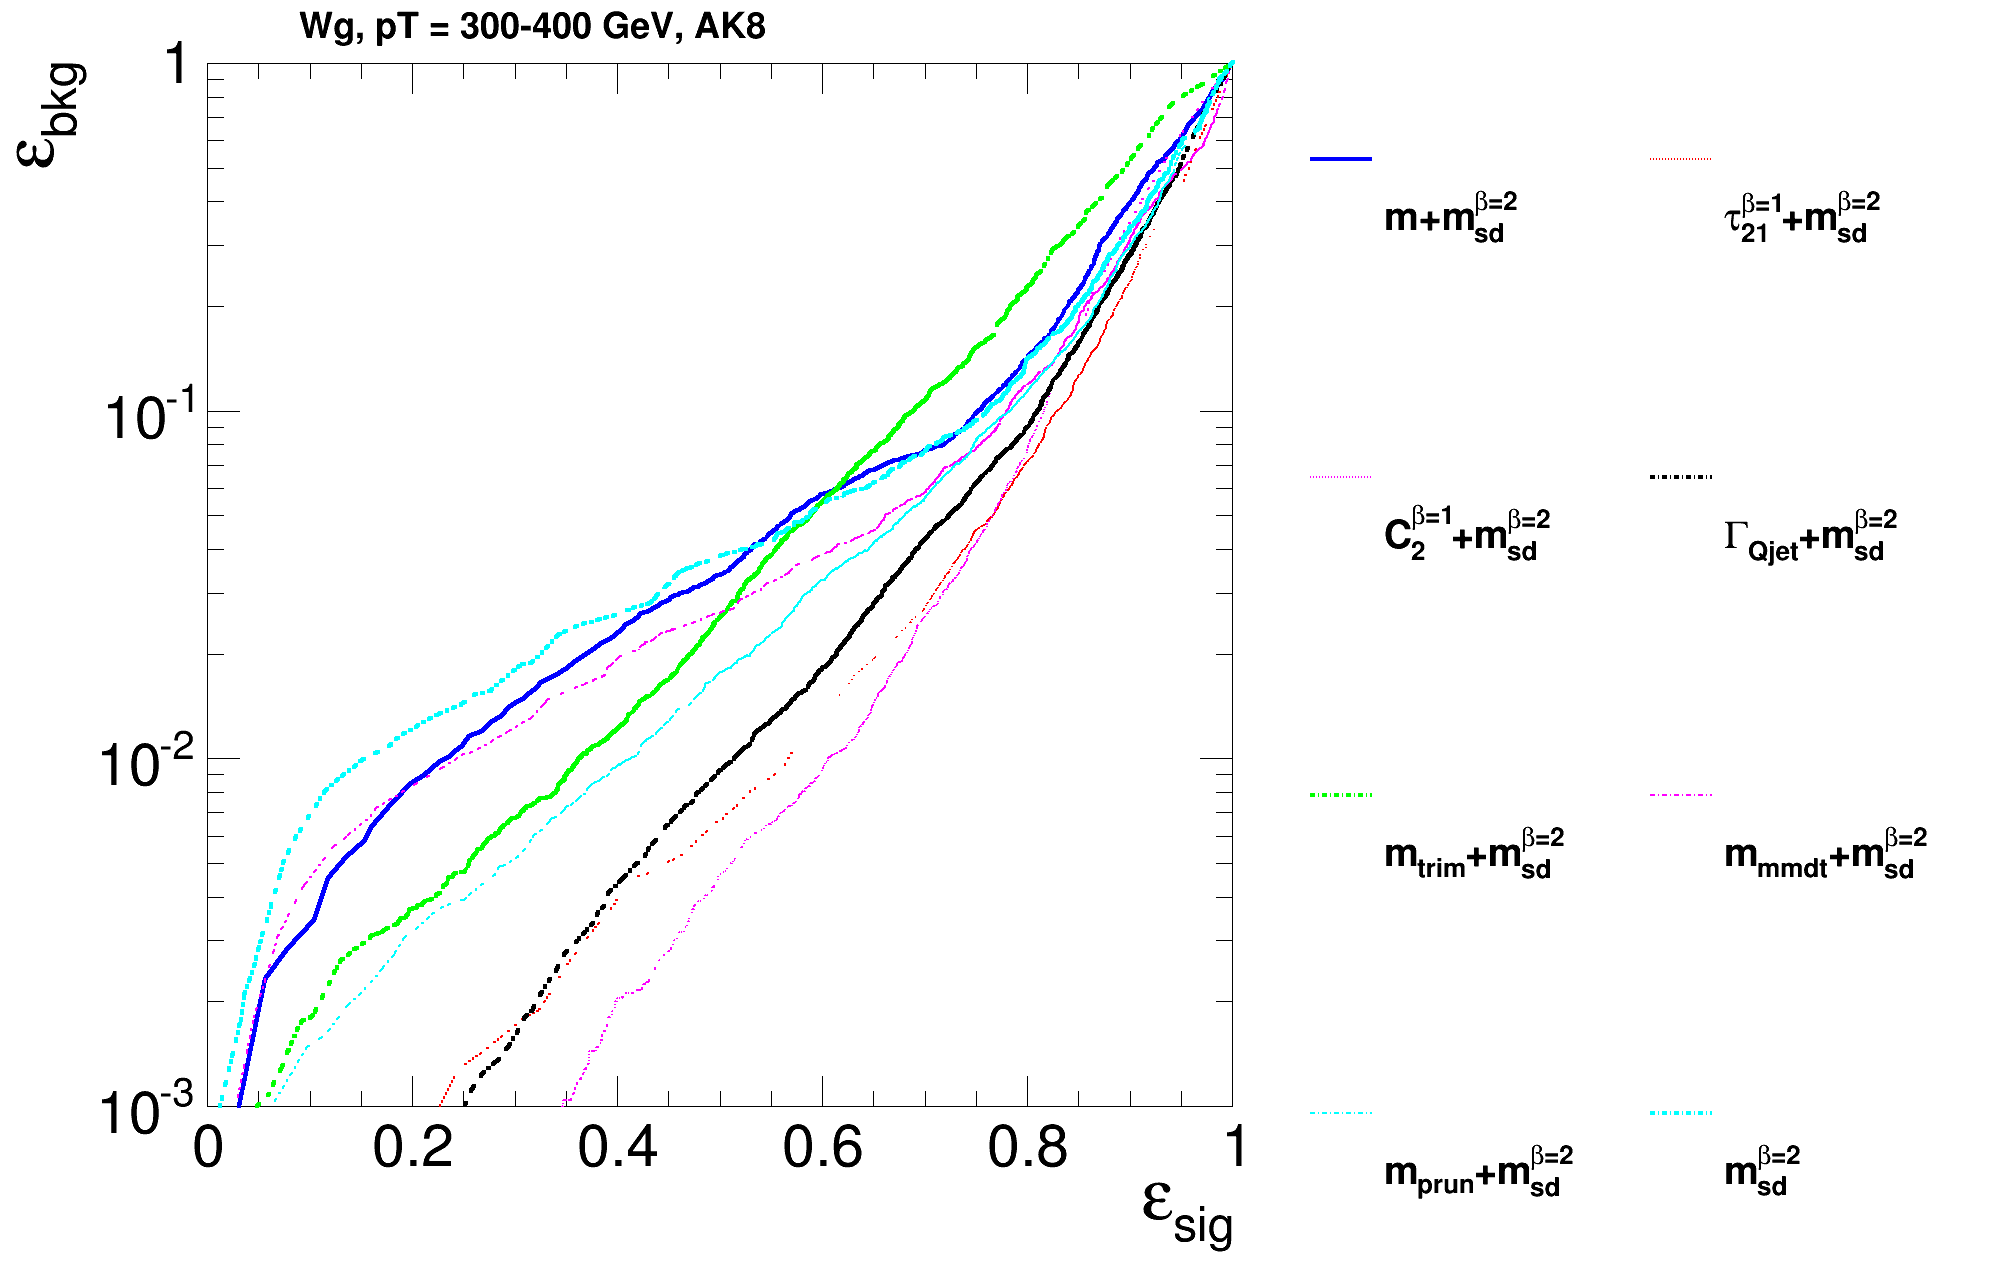 Wg, pT = 300-400 GeV, AK8
ε_bkg
1
10^-1
10^-2
10^-3
0 0.2 0.4 0.6 0.8 1
ε_sig
m+m_sd^β=2
τ_21^β=1+m_sd^β=2
C_2^β=1+m_sd^β=2
Γ_Qjet+m_sd^β=2
m_trim+m_sd^β=2
m_mmdt+m_sd^β=2
m_prun+m_sd^β=2
m_sd^β=2